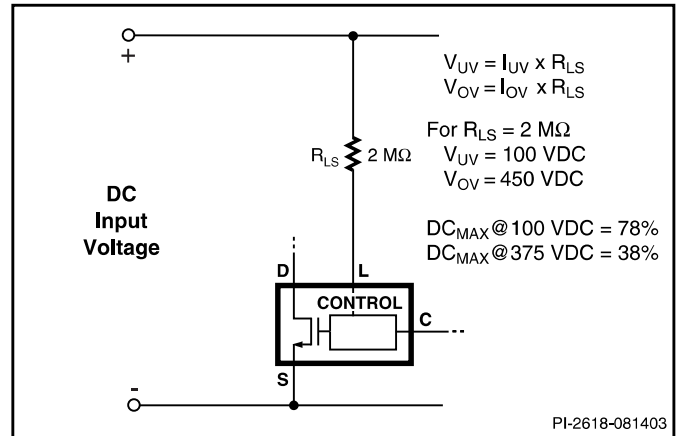 +
V_UV = I_UV x R_LS
V_OV = I_OV x R_LS
For R_LS = 2 MΩ
V_UV = 100 VDC
V_OV = 450 VDC
DC_MAX@100 VDC = 78%
DC_MAX@375 VDC = 38%
R_LS 2 MΩ
DC
Input
Voltage
D
L
CONTROL
C
S
-
PI-2618-081403